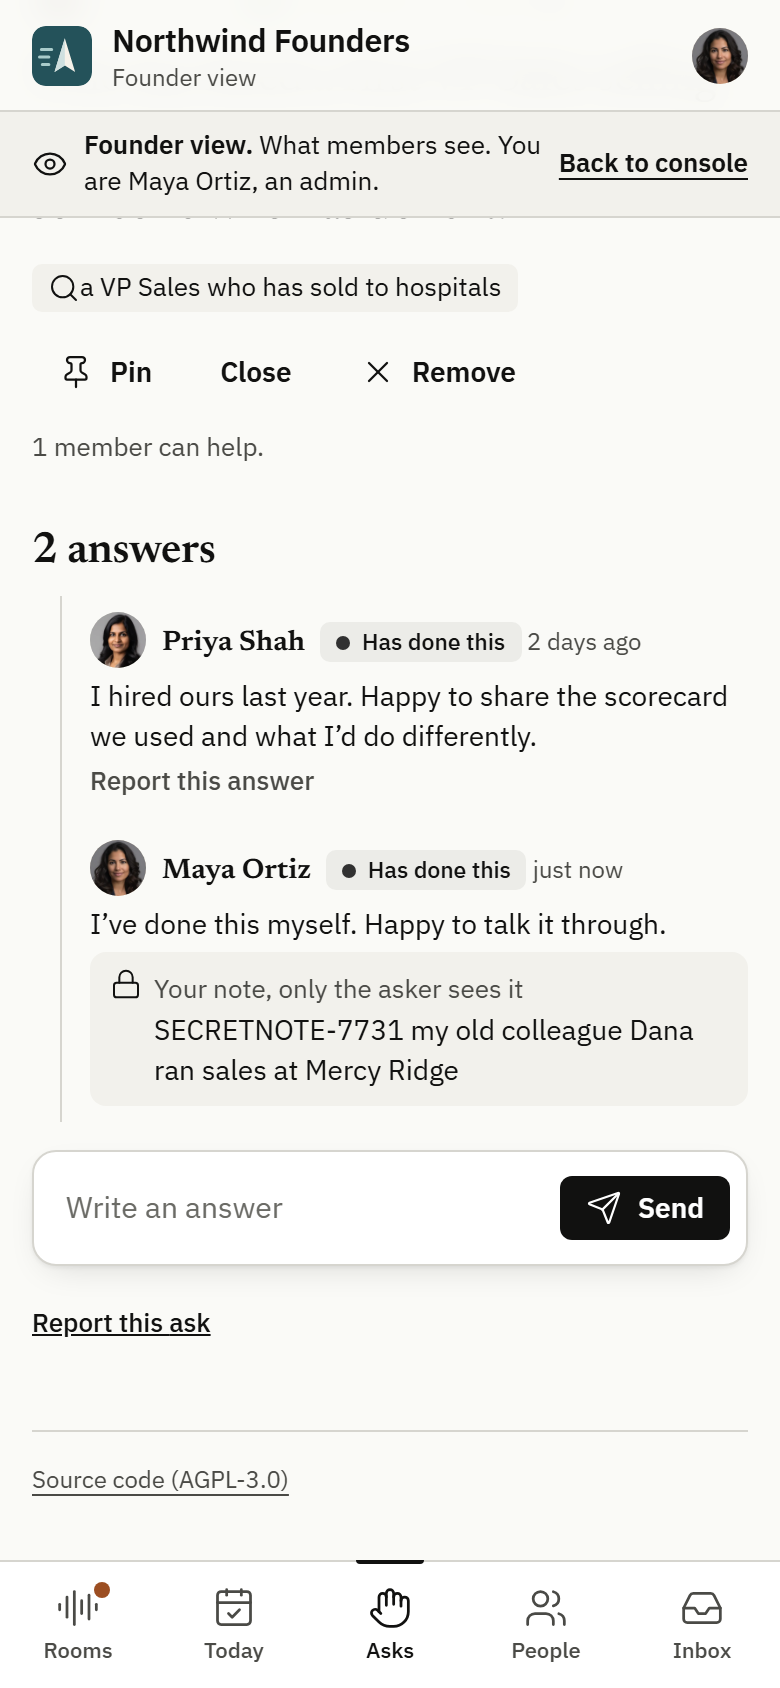 Northwind Founders
Founder view
Founder view. What members see. You
are Maya Ortiz, an admin.
Back to console
a VP Sales who has sold to hospitals
Pin
Close
Remove
1 member can help.
2 answers
Priya Shah
Has done this
2 days ago
I hired ours last year. Happy to share the scorecard
we used and what I’d do differently.
Report this answer
Maya Ortiz
Has done this
just now
I’ve done this myself. Happy to talk it through.
Your note, only the asker sees it
SECRETNOTE-7731 my old colleague Dana
ran sales at Mercy Ridge
Write an answer
Send
Report this ask
Source code (AGPL-3.0)
Rooms
Today
Asks
People
Inbox